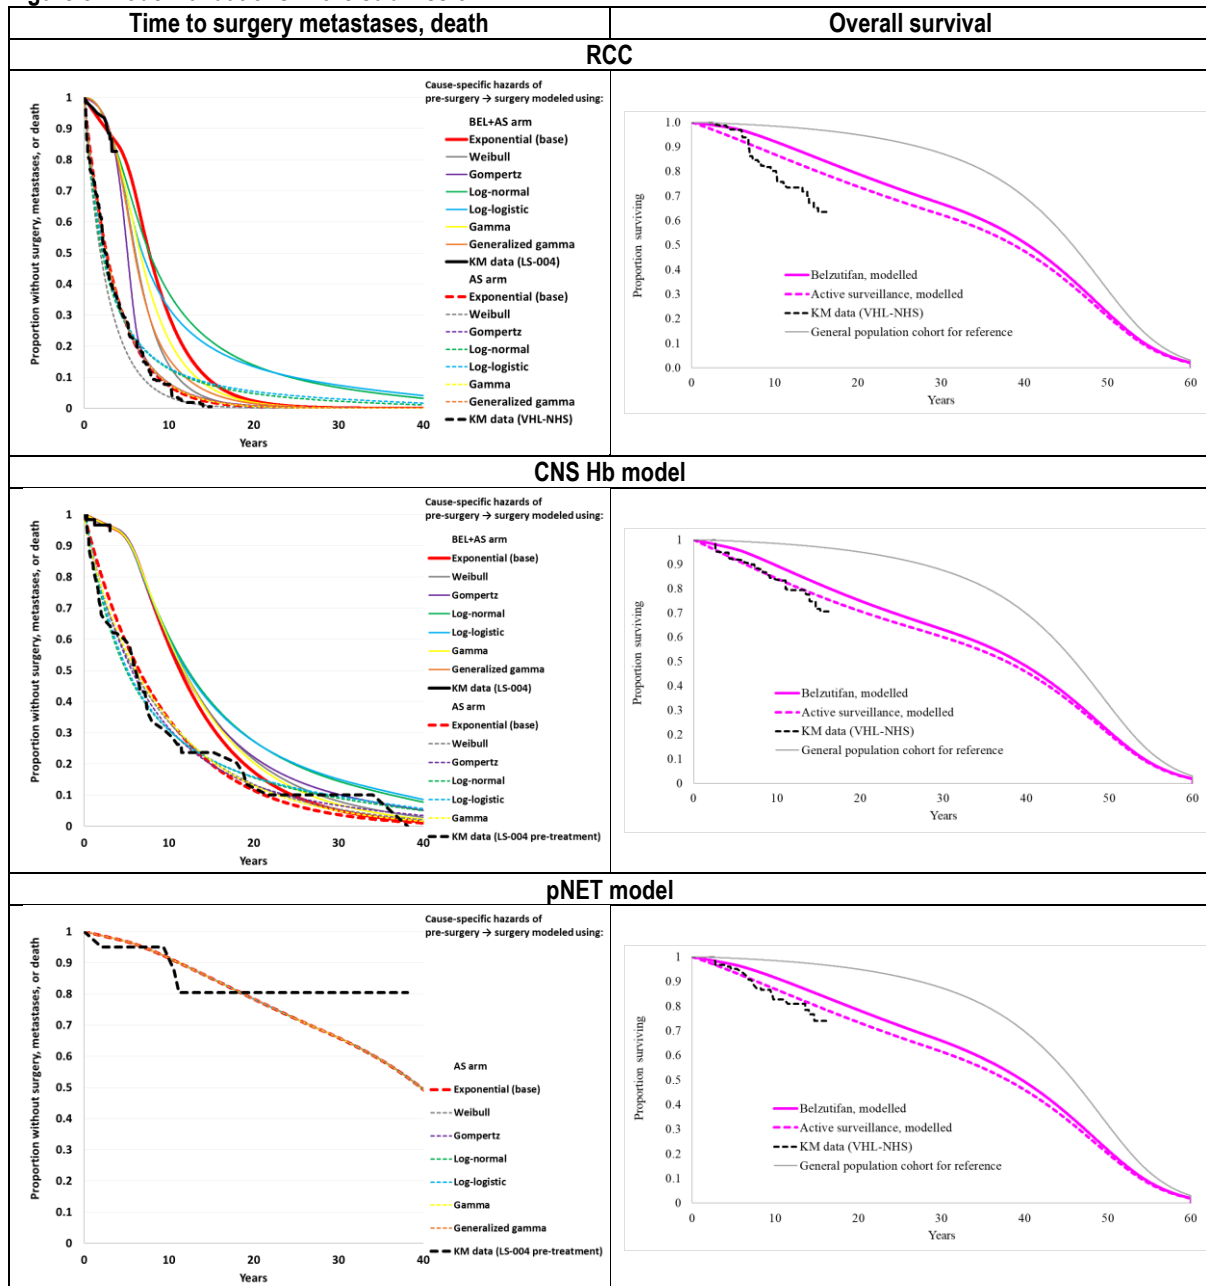 Time to surgery metastases, death
Overall survival
RCC
Proportion without surgery, metastases, or death
1
0.9
0.8
0.7
0.6
0.5
0.4
0.3
0.2
0.1
0
0 10 20 30 40
Years
Cause-specific hazards of
pre-surgery → surgery modeled using:
BEL+AS arm
Exponential (base)
Weibull
Gompertz
Log-normal
Log-logistic
Gamma
Generalized gamma
KM data (LS-004)
AS arm
Exponential (base)
Weibull
Gompertz
Log-normal
Log-logistic
Gamma
Generalized gamma
KM data (VHL-NHS)
Proportion surviving
1.0
0.9
0.8
0.7
0.6
0.5
0.4
0.3
0.2
0.1
0.0
0 10 20 30 40 50 60
Years
Belzutifan, modelled
Active surveillance, modelled
KM data (VHL-NHS)
General population cohort for reference
CNS Hb model
Proportion without surgery, metastases, or death
1
0.9
0.8
0.7
0.6
0.5
0.4
0.3
0.2
0.1
0
0 10 20 30 40
Years
Cause-specific hazards of
pre-surgery → surgery modeled using:
BEL+AS arm
Exponential (base)
Weibull
Gompertz
Log-normal
Log-logistic
Gamma
Generalized gamma
KM data (LS-004)
AS arm
Exponential (base)
Weibull
Gompertz
Log-normal
Log-logistic
Gamma
KM data (LS-004 pre-treatment)
Proportion surviving
1
0.9
0.8
0.7
0.6
0.5
0.4
0.3
0.2
0.1
0
0 10 20 30 40 50 60
Years
Belzutifan, modelled
Active surveillance, modelled
KM data (VHL-NHS)
General population cohort for reference
pNET model
Proportion without surgery, metastases, or death
1
0.9
0.8
0.7
0.6
0.5
0.4
0.3
0.2
0.1
0
0 10 20 30 40
Years
Cause-specific hazards of
pre-surgery → surgery modeled using:
AS arm
Exponential (base)
Weibull
Gompertz
Log-normal
Log-logistic
Gamma
Generalized gamma
KM data (LS-004 pre-treatment)
Proportion surviving
1
0.9
0.8
0.7
0.6
0.5
0.4
0.3
0.2
0.1
0
0 10 20 30 40 50 60
Years
Belzutifan, modelled
Active surveillance, modelled
KM data (VHL-NHS)
General population cohort for reference